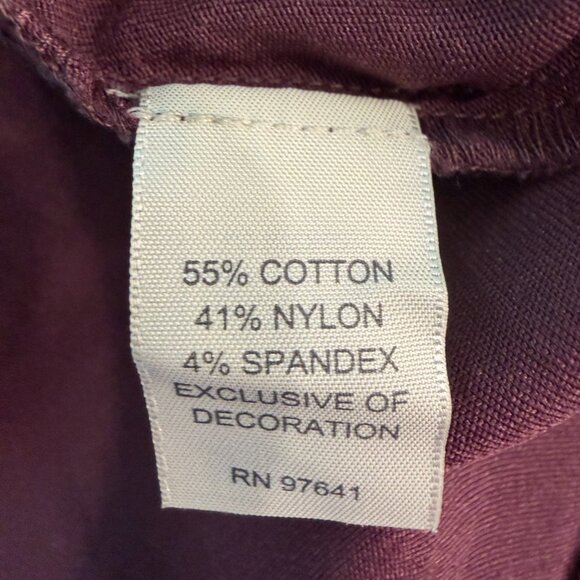 55% COTTON
41% NYLON
4% SPANDEX
EXCLUSIVE OF
DECORATION
RN 97641